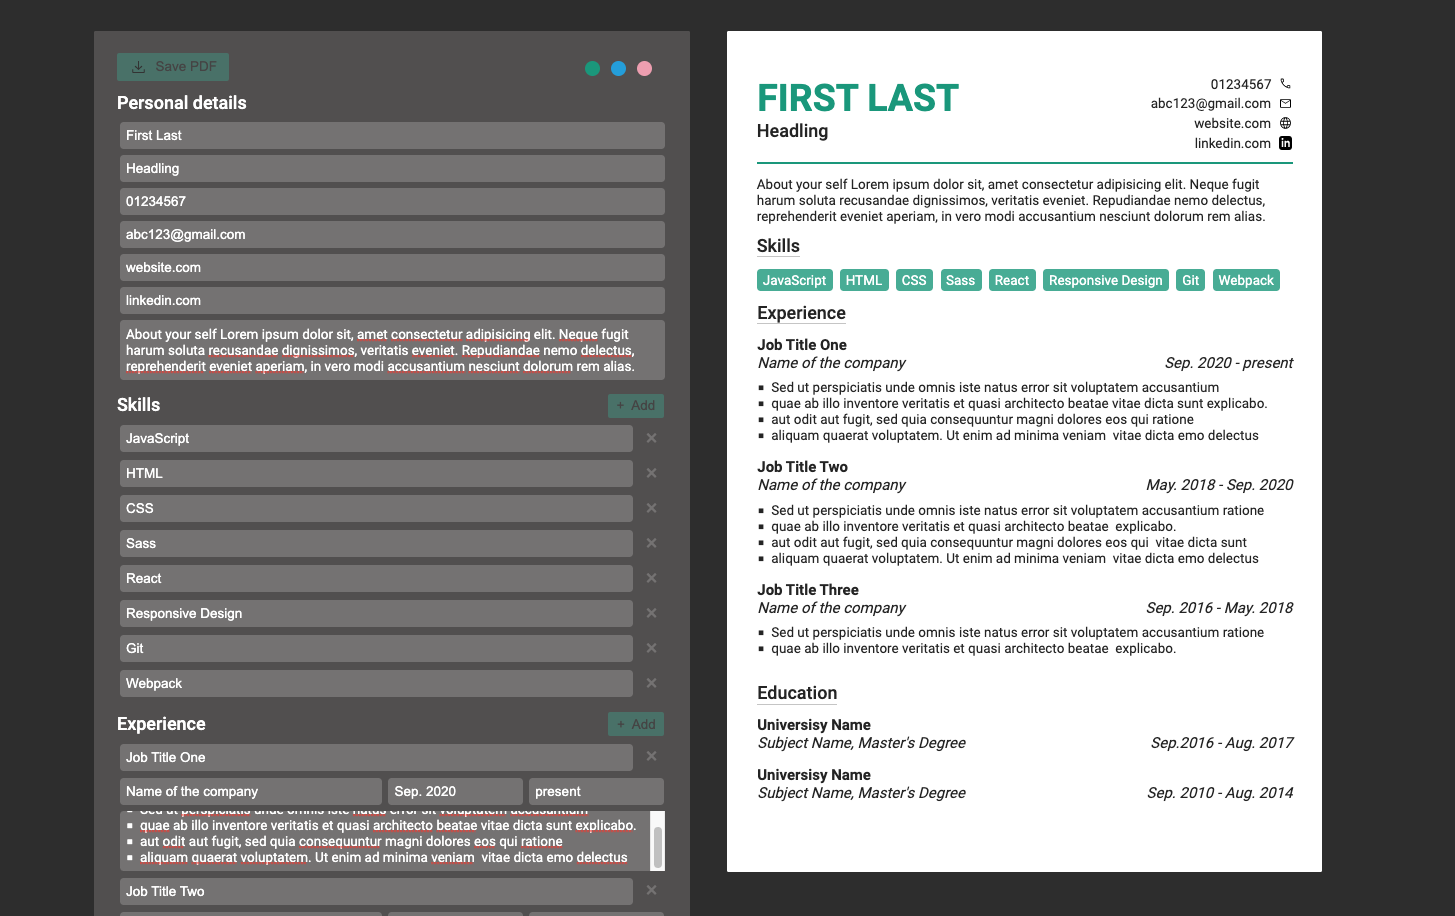 Save PDF
Personal details
First Last
Headling
01234567
abc123@gmail.com
website.com
linkedin.com
About your self Lorem ipsum dolor sit, amet consectetur adipisicing elit. Neque fugit
harum soluta recusandae dignissimos, veritatis eveniet. Repudiandae nemo delectus,
reprehenderit eveniet aperiam, in vero modi accusantium nesciunt dolorum rem alias.
Skills
+ Add
JavaScript ×
HTML ×
CSS ×
Sass ×
React ×
Responsive Design ×
Git ×
Webpack ×
Experience
+ Add
Job Title One ×
Name of the company
Sep. 2020
present
▪ Sed ut perspiciatis unde omnis iste natus error sit voluptatem accusantium
▪ quae ab illo inventore veritatis et quasi architecto beatae vitae dicta sunt explicabo.
▪ aut odit aut fugit, sed quia consequuntur magni dolores eos qui ratione
▪ aliquam quaerat voluptatem. Ut enim ad minima veniam  vitae dicta emo delectus
Job Title Two ×
FIRST LAST
Headling
01234567
abc123@gmail.com
website.com
linkedin.com
in
About your self Lorem ipsum dolor sit, amet consectetur adipisicing elit. Neque fugit
harum soluta recusandae dignissimos, veritatis eveniet. Repudiandae nemo delectus,
reprehenderit eveniet aperiam, in vero modi accusantium nesciunt dolorum rem alias.
Skills
JavaScript HTML CSS Sass React Responsive Design Git Webpack
Experience
Job Title One
Name of the company Sep. 2020 - present
▪ Sed ut perspiciatis unde omnis iste natus error sit voluptatem accusantium
▪ quae ab illo inventore veritatis et quasi architecto beatae vitae dicta sunt explicabo.
▪ aut odit aut fugit, sed quia consequuntur magni dolores eos qui ratione
▪ aliquam quaerat voluptatem. Ut enim ad minima veniam  vitae dicta emo delectus
Job Title Two
Name of the company May. 2018 - Sep. 2020
▪ Sed ut perspiciatis unde omnis iste natus error sit voluptatem accusantium ratione
▪ quae ab illo inventore veritatis et quasi architecto beatae  explicabo.
▪ aut odit aut fugit, sed quia consequuntur magni dolores eos qui  vitae dicta sunt
▪ aliquam quaerat voluptatem. Ut enim ad minima veniam  vitae dicta emo delectus
Job Title Three
Name of the company Sep. 2016 - May. 2018
▪ Sed ut perspiciatis unde omnis iste natus error sit voluptatem accusantium ratione
▪ quae ab illo inventore veritatis et quasi architecto beatae  explicabo.
Education
Universisy Name
Subject Name, Master's Degree Sep.2016 - Aug. 2017
Universisy Name
Subject Name, Master's Degree Sep. 2010 - Aug. 2014